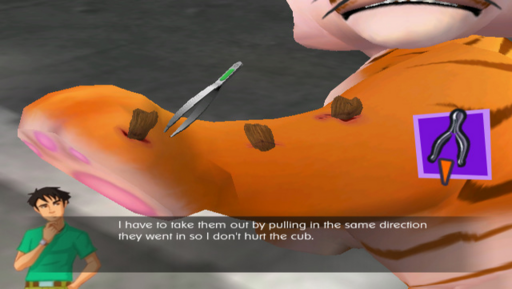 I have to take them out by pulling in the same direction
they went in so I don't hurt the cub.